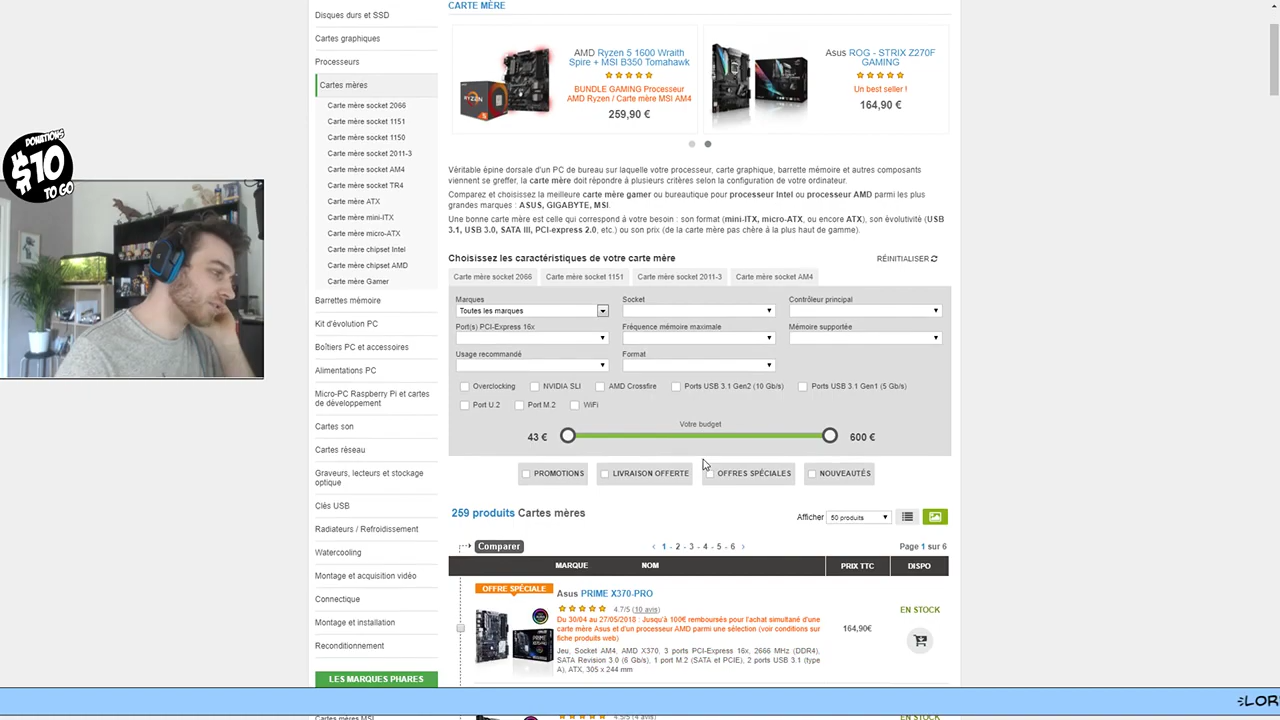 Disques durs et SSD
Cartes graphiques
Processeurs
Cartes mères
Carte mère socket 2066
Carte mère socket 1151
Carte mère socket 1150
Carte mère socket 2011-3
Carte mère socket AM4
Carte mère socket TR4
Carte mère ATX
Carte mère mini-ITX
Carte mère micro-ATX
Carte mère chipset Intel
Carte mère chipset AMD
Carte mère Gamer
Barrettes mémoire
Kit d'évolution PC
Boîtiers PC et accessoires
Alimentations PC
Micro-PC Raspberry Pi et cartes
de développement
Cartes son
Cartes réseau
Graveurs, lecteurs et stockage
optique
Clés USB
Radiateurs / Refroidissement
Watercooling
Montage et acquisition vidéo
Connectique
Montage et installation
Reconditionnement
LES MARQUES PHARES
Cartes mères MSI
DONATIONS
$10
TO GO
CARTE MÈRE
AMD Ryzen 5 1600 Wraith
Spire + MSI B350 Tomahawk
BUNDLE GAMING Processeur
AMD Ryzen / Carte mère MSI AM4
259,90 €
RYZEN
Asus ROG - STRIX Z270F
GAMING
Un best seller !
164,90 €
Véritable épine dorsale d'un PC de bureau sur laquelle votre processeur, carte graphique, barrette mémoire et autres composants
viennent se greffer, la carte mère doit répondre à plusieurs critères selon la configuration de votre ordinateur.
Comparez et choisissez la meilleure carte mère gamer ou bureautique pour processeur Intel ou processeur AMD parmi les plus
grandes marques : ASUS, GIGABYTE, MSI.
Une bonne carte mère est celle qui correspond à votre besoin : son format (mini-ITX, micro-ATX, ou encore ATX), son évolutivité (USB
3.1, USB 3.0, SATA III, PCI-express 2.0, etc.) ou son prix (de la carte mère pas chère à la plus haut de gamme).
Choisissez les caractéristiques de votre carte mère
RÉINITIALISER
Carte mère socket 2066 Carte mère socket 1151 Carte mère socket 2011-3 Carte mère socket AM4
Marques Socket Contrôleur principal
Toutes les marques
Port(s) PCI-Express 16x Fréquence mémoire maximale Mémoire supportée
Usage recommandé Format
Overclocking NVIDIA SLI AMD Crossfire Ports USB 3.1 Gen2 (10 Gb/s) Ports USB 3.1 Gen1 (5 Gb/s)
Port U.2 Port M.2 WiFi
Votre budget
43 € 600 €
PROMOTIONS LIVRAISON OFFERTE OFFRES SPÉCIALES NOUVEAUTÉS
259 produits Cartes mères
Afficher 50 produits
Comparer
‹ 1 - 2 - 3 - 4 - 5 - 6 ›
Page 1 sur 6
MARQUE NOM PRIX TTC DISPO
OFFRE SPÉCIALE
Asus PRIME X370-PRO
4.7/5 (10 avis)
Du 30/04 au 27/05/2018 : Jusqu'à 100€ remboursés pour l'achat simultané d'une
carte mère Asus et d'un processeur AMD parmi une sélection (voir conditions sur
fiche produits web)
Jeu, Socket AM4, AMD X370, 3 ports PCI-Express 16x, 2666 MHz (DDR4),
SATA Revision 3.0 (6 Gb/s), 1 port M.2 (SATA et PCIE), 2 ports USB 3.1 (type
A), ATX, 305 x 244 mm
164,90€
EN STOCK
4.5/5 (4 avis)
EN STOCK
LOR